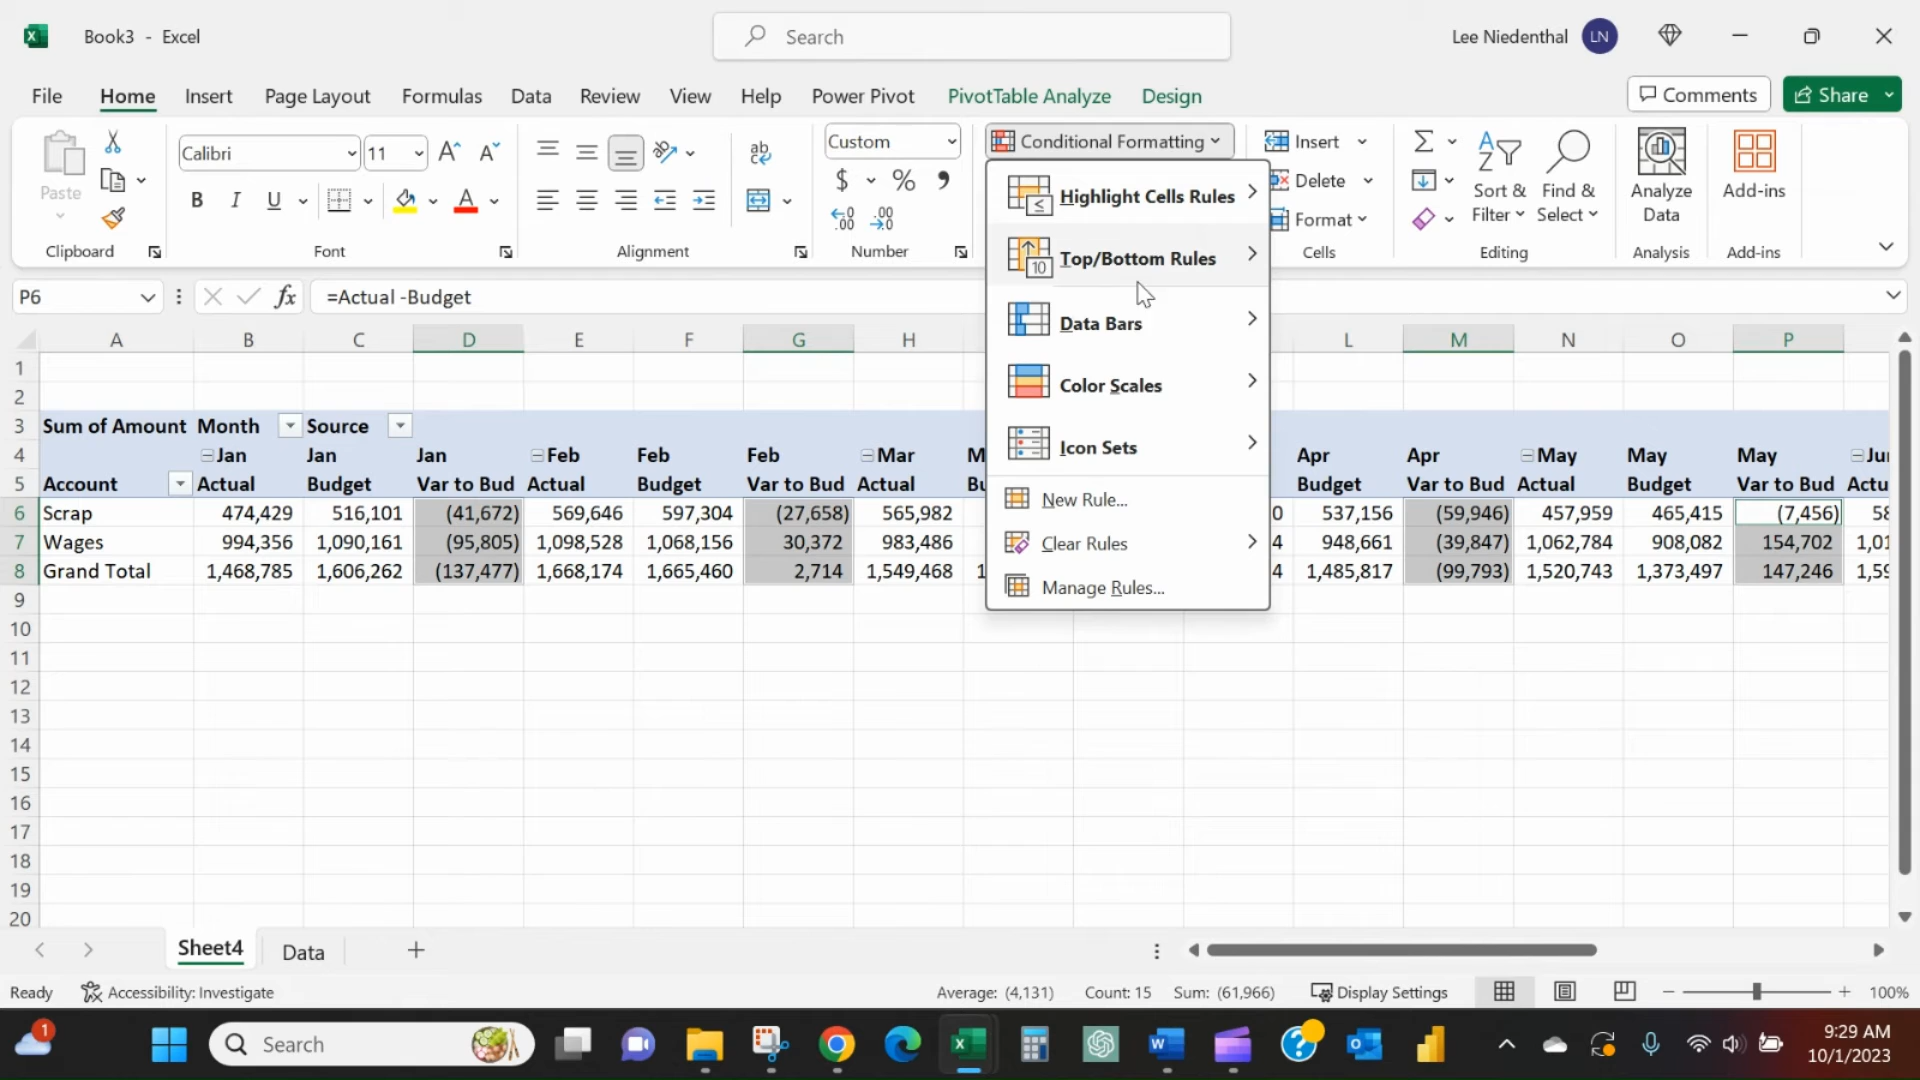 Book3 - Excel
Search
Lee Niedenthal LN
File Home Insert Page Layout Formulas Data Review View Help Power Pivot PivotTable Analyze Design Comments Share
Paste
Clipboard
Calibri 11
B I U A
Font
ab
Alignment
Custom
$ %
Number
Conditional Formatting
Insert
Delete
Format
Cells
Sort & Filter
Find & Select
Editing
Analyze Data
Analysis
Add-ins
Add-ins
Highlight Cells Rules
Top/Bottom Rules
Data Bars
Color Scales
Icon Sets
New Rule...
Clear Rules
Manage Rules...
P6 fx =Actual -Budget
A B C D E F G H L M N O P
1
2
3 Sum of Amount Month Source
4 Jan Jan Jan Feb Feb Feb Mar M Apr Apr May May May Jun
5 Account Actual Budget Var to Bud Actual Budget Var to Bud Actual Bu Budget Var to Bud Actual Budget Var to Bud Actu
6 Scrap 474,429 516,101 (41,672) 569,646 597,304 (27,658) 565,982 0 537,156 (59,946) 457,959 465,415 (7,456) 58
7 Wages 994,356 1,090,161 (95,805) 1,098,528 1,068,156 30,372 983,486 4 948,661 (39,847) 1,062,784 908,082 154,702 1,01
8 Grand Total 1,468,785 1,606,262 (137,477) 1,668,174 1,665,460 2,714 1,549,468 1 4 1,485,817 (99,793) 1,520,743 1,373,497 147,246 1,59
9
10
11
12
13
14
15
16
17
18
19
20
Sheet4 Data
Ready Accessibility: Investigate Average: (4,131) Count: 15 Sum: (61,966) Display Settings 100%
1 Search 9:29 AM
10/1/2023